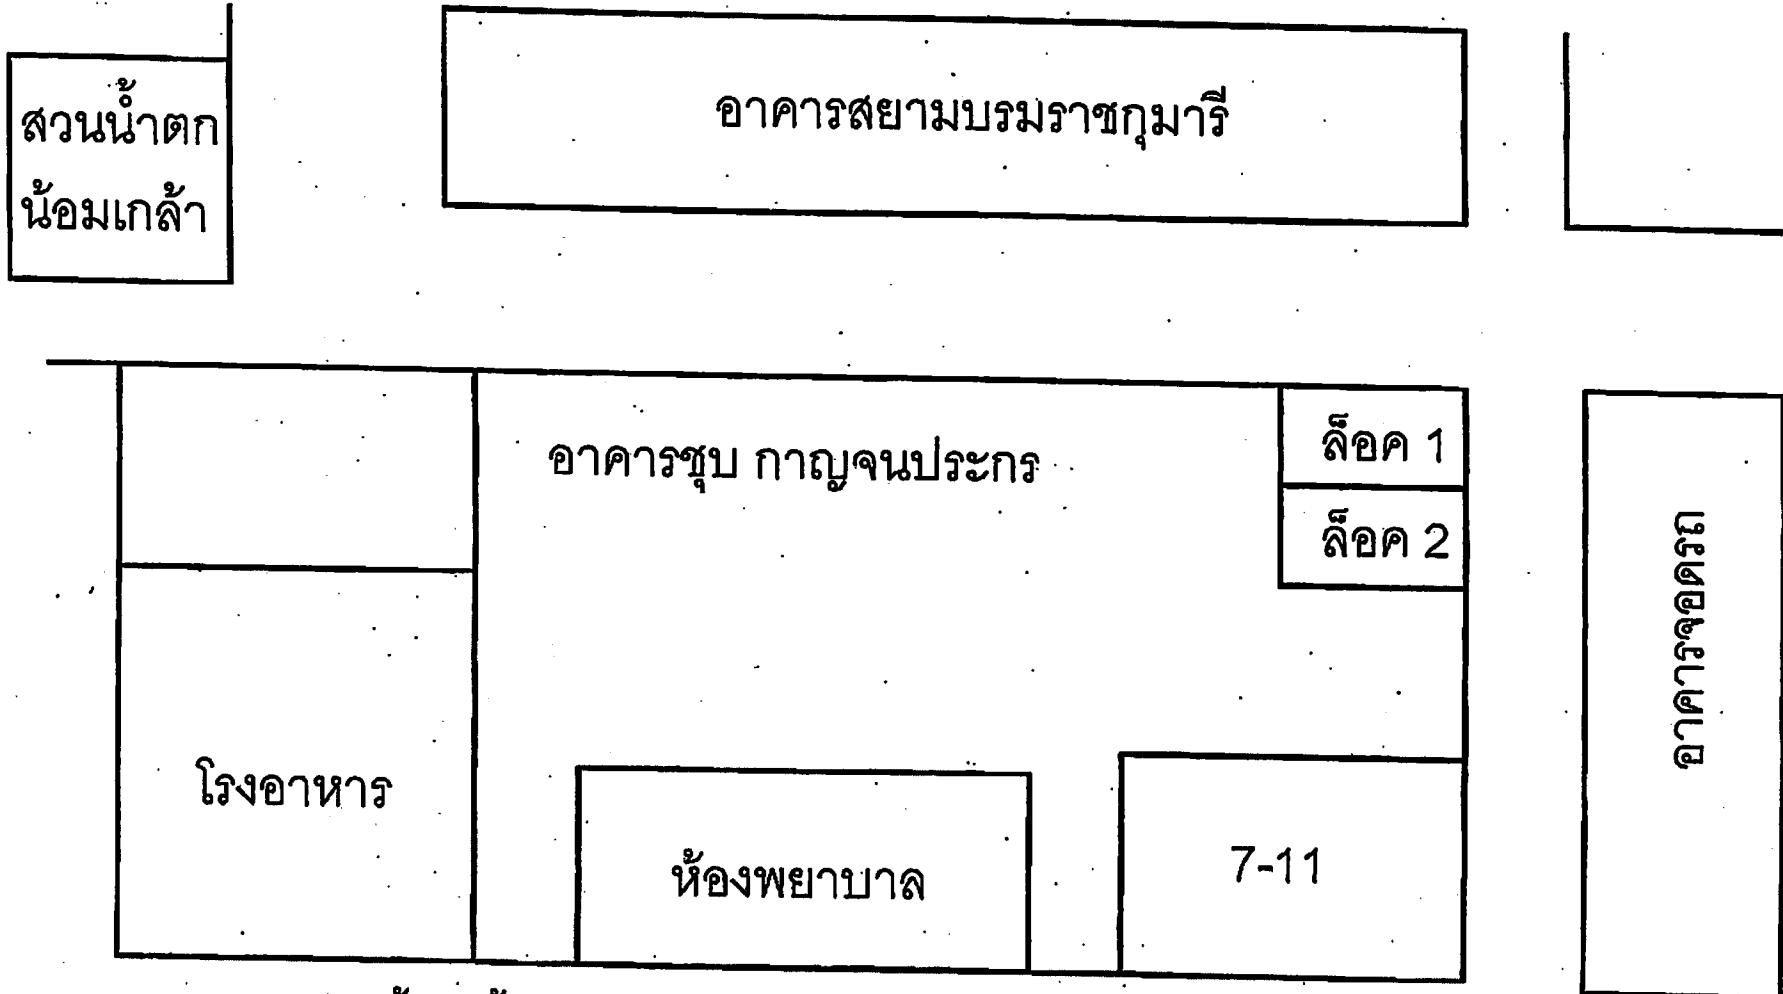 สวนน้ำตก
น้อมเกล้า
อาคารสยามบรมราชกุมารี
อาคารชุบ กาญจนประกร
ล็อค 1
ล็อค 2
อาคารจอดรถ
โรงอาหาร
ห้องพยาบาล
7-11